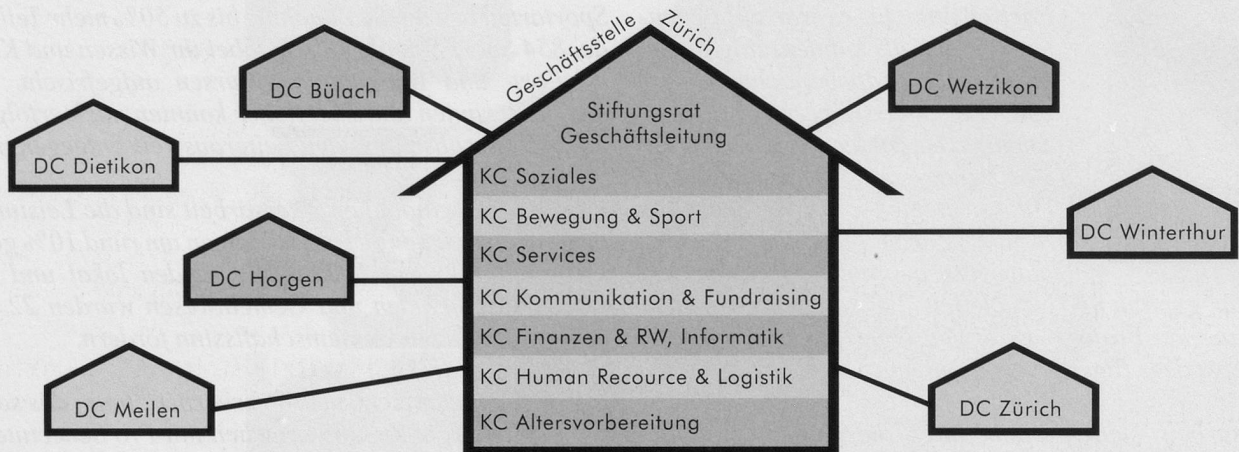 Geschäftsstelle Zürich
DC Bülach
DC Wetzikon
Stiftungsrat
Geschäftsleitung
DC Dietikon
KC Soziales
KC Bewegung & Sport
DC Winterthur
KC Services
DC Horgen
KC Kommunikation & Fundraising
KC Finanzen & RW, Informatik
KC Human Recource & Logistik
DC Meilen
DC Zürich
KC Altersvorbereitung